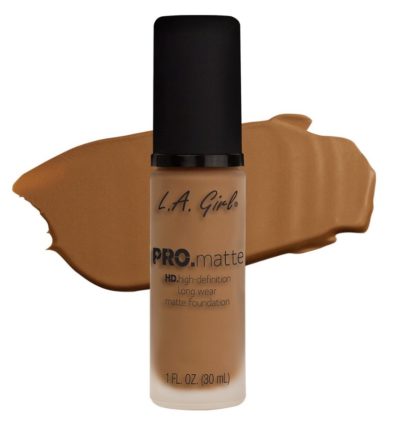 L.A. Girl®
PRO.matte
HD.high-definition
long wear
matte foundation
1 FL. OZ. (30 mL)